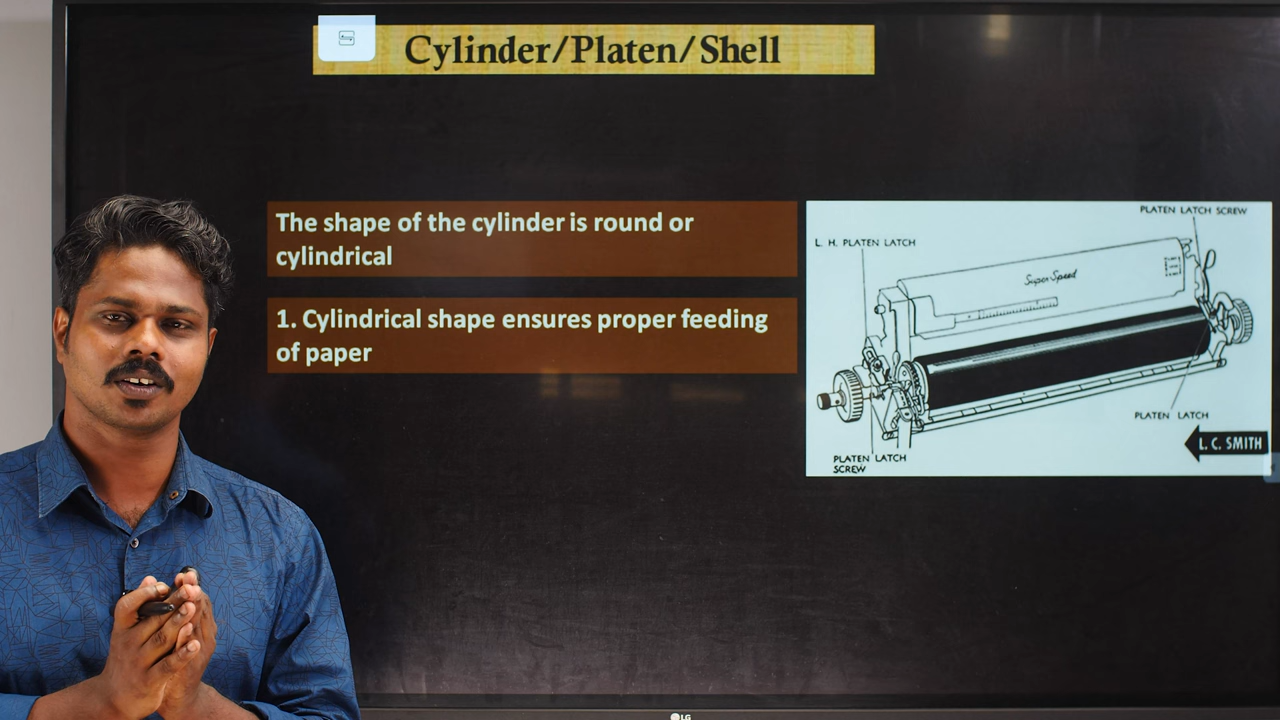 Cylinder/Platen/Shell
The shape of the cylinder is round or
cylindrical
1. Cylindrical shape ensures proper feeding
of paper
PLATEN LATCH SCREW
L. H. PLATEN LATCH
Super-Speed
PLATEN LATCH
L. C. SMITH
PLATEN LATCH
SCREW
LG